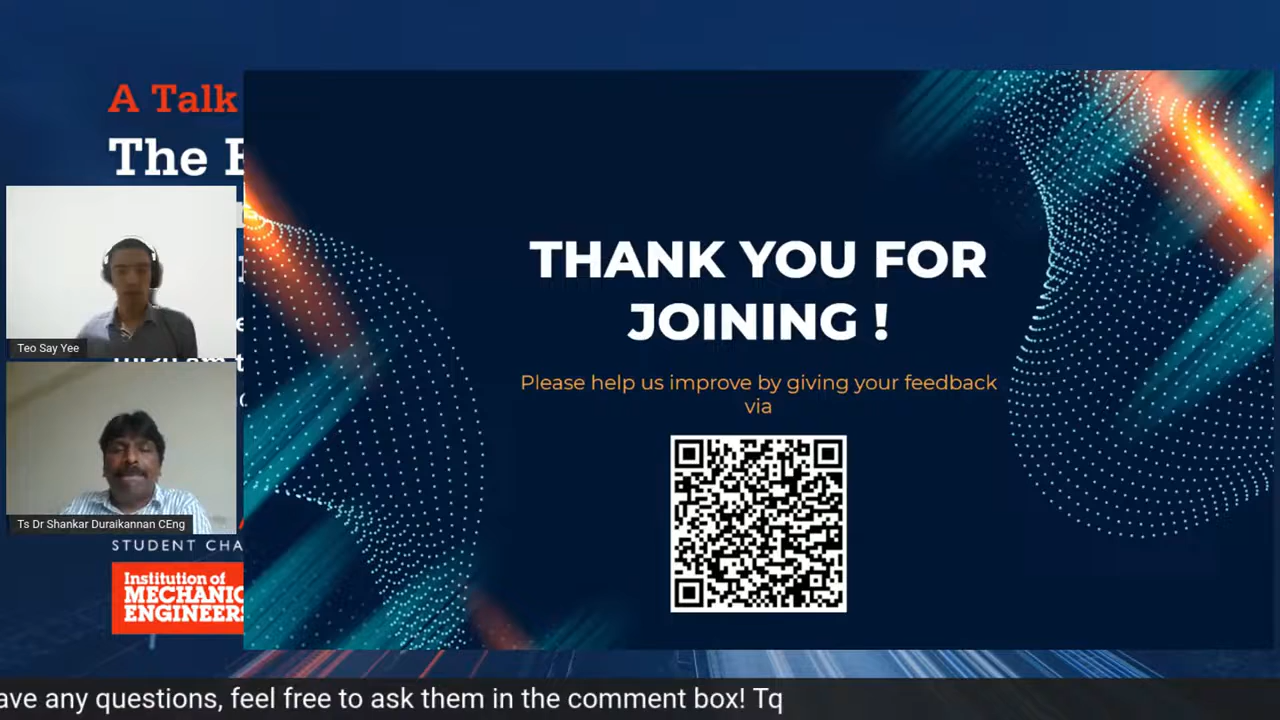 A Talk
The
THANK YOU FOR
JOINING !
Please help us improve by giving your feedback
via
Teo Say Yee
Ts Dr Shankar Duraikannan CEng
STUDENT CHA
Institution of
MECHANIC
ENGINEERS
ave any questions, feel free to ask them in the comment box! Tq